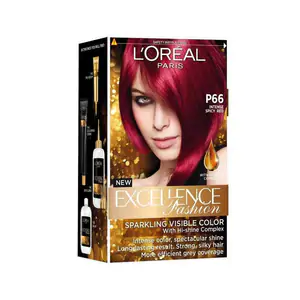 L'ORÉAL
PARIS
P66
INTENSE
SPICY RED
NEW
EXCELLENCE
Fashion
SPARKLING VISIBLE COLOR
With Hi-shine Complex
Intense color, spectacular shine
Long lasting result. Strong, silky hair
More efficient grey coverage